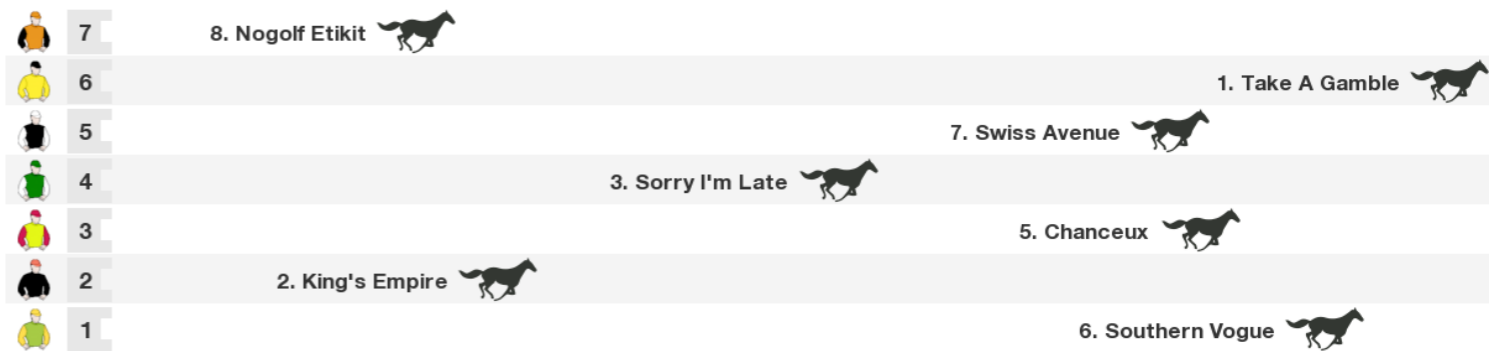 7 8. Nogolf Etikit
6 1. Take A Gamble
5 7. Swiss Avenue
4 3. Sorry I'm Late
3 5. Chanceux
2 2. King's Empire
1 6. Southern Vogue